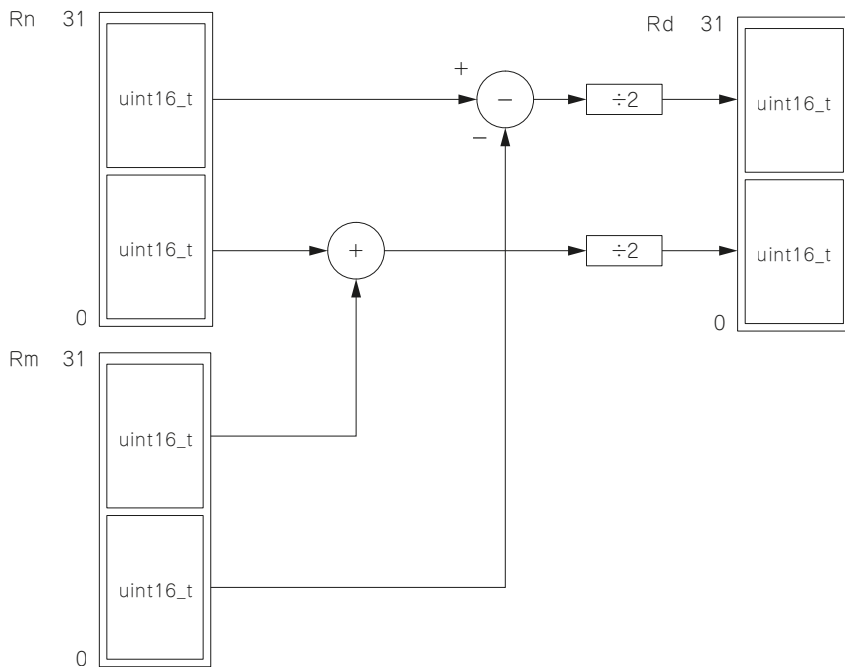 Rn 31
uint16_t
uint16_t
0
Rm 31
uint16_t
uint16_t
0
+
−
−
+
÷2
÷2
Rd 31
uint16_t
uint16_t
0